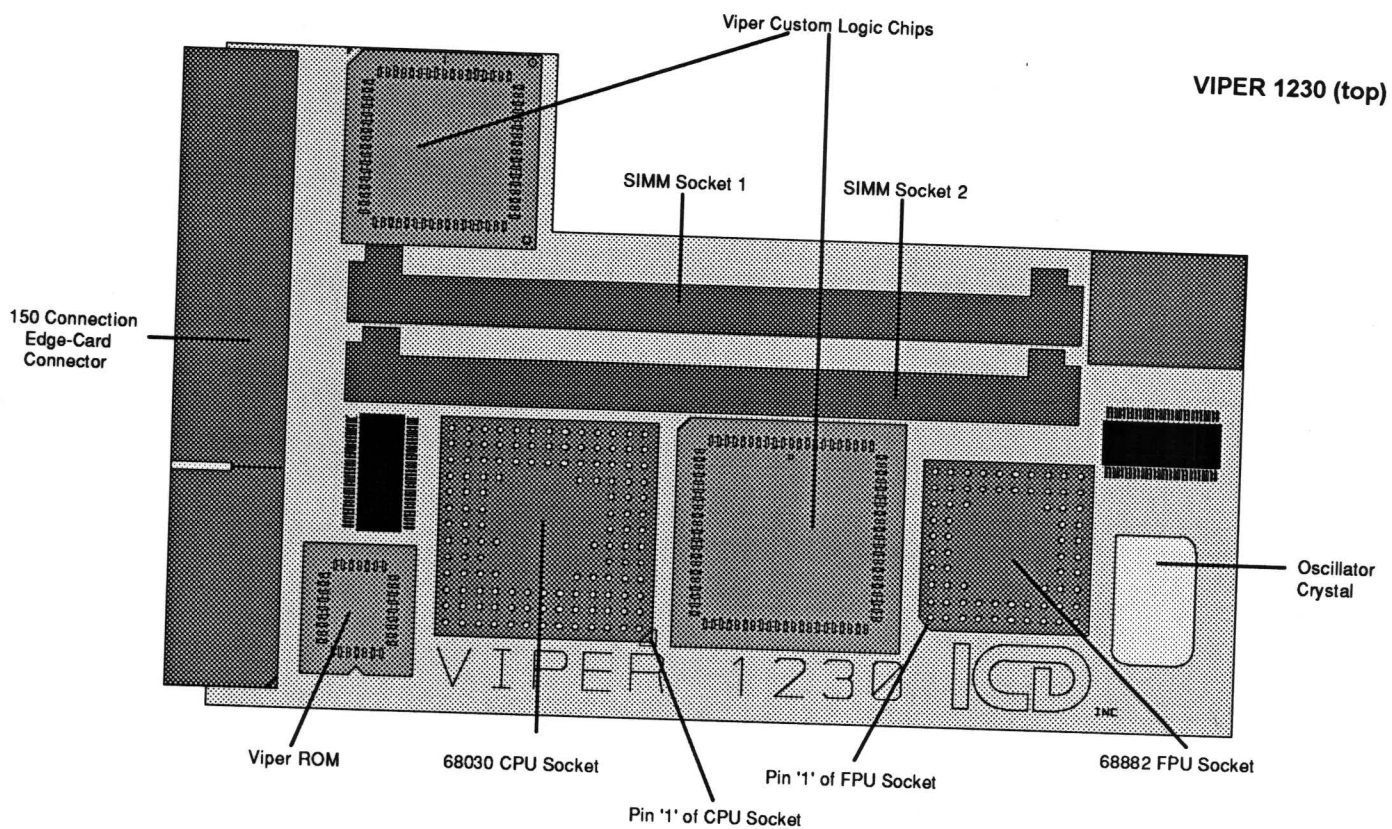 Viper Custom Logic Chips
VIPER 1230 (top)
SIMM Socket 1
SIMM Socket 2
150 Connection
Edge-Card
Connector
Oscillator
Crystal
VIPER 1230 ICD INC
Viper ROM
68030 CPU Socket
Pin '1' of CPU Socket
Pin '1' of FPU Socket
68882 FPU Socket